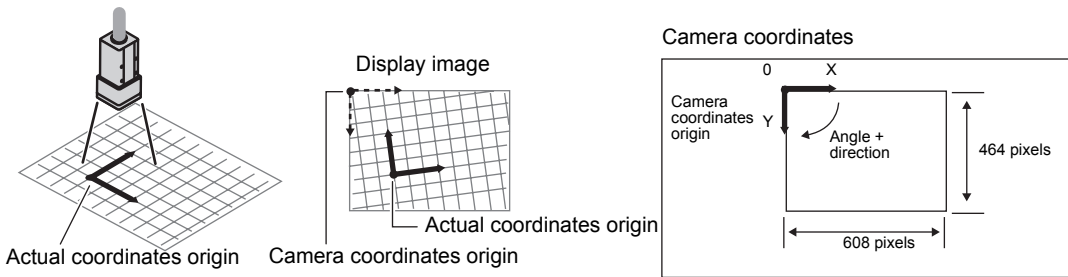 Actual coordinates origin
Display image
Actual coordinates origin
Camera coordinates origin
Camera coordinates
0 X
Camera
coordinates
origin
Y
Angle +
direction
464 pixels
608 pixels